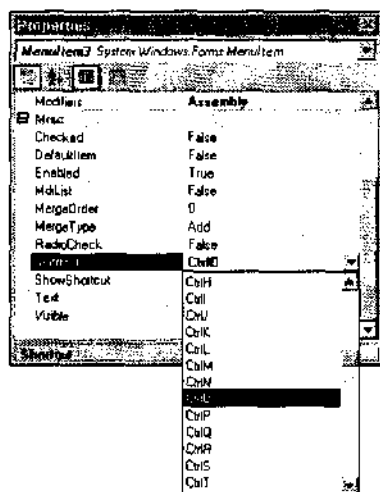 Properties
MenuItem3 System.Windows.Forms.MenuItem
Modifiers Assembly
Misc
Checked False
DefaultItem False
Enabled True
MdiList False
MergeOrder 0
MergeType Add
RadioCheck False
Shortcut CtrlO
ShowShortcut
Text
Visible
Shortcut
CtrlH
CtrlI
CtrlJ
CtrlK
CtrlL
CtrlM
CtrlN
CtrlO
CtrlP
CtrlQ
CtrlR
CtrlS
CtrlT